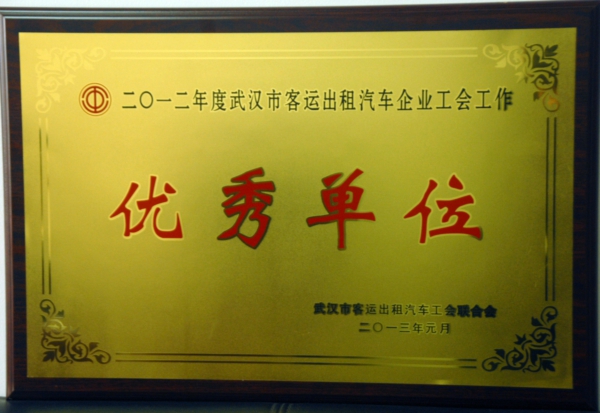 二〇一二年度武汉市客运出租汽车企业工会工作
优秀单位
武汉市客运出租汽车工会联合会
二〇一三年元月